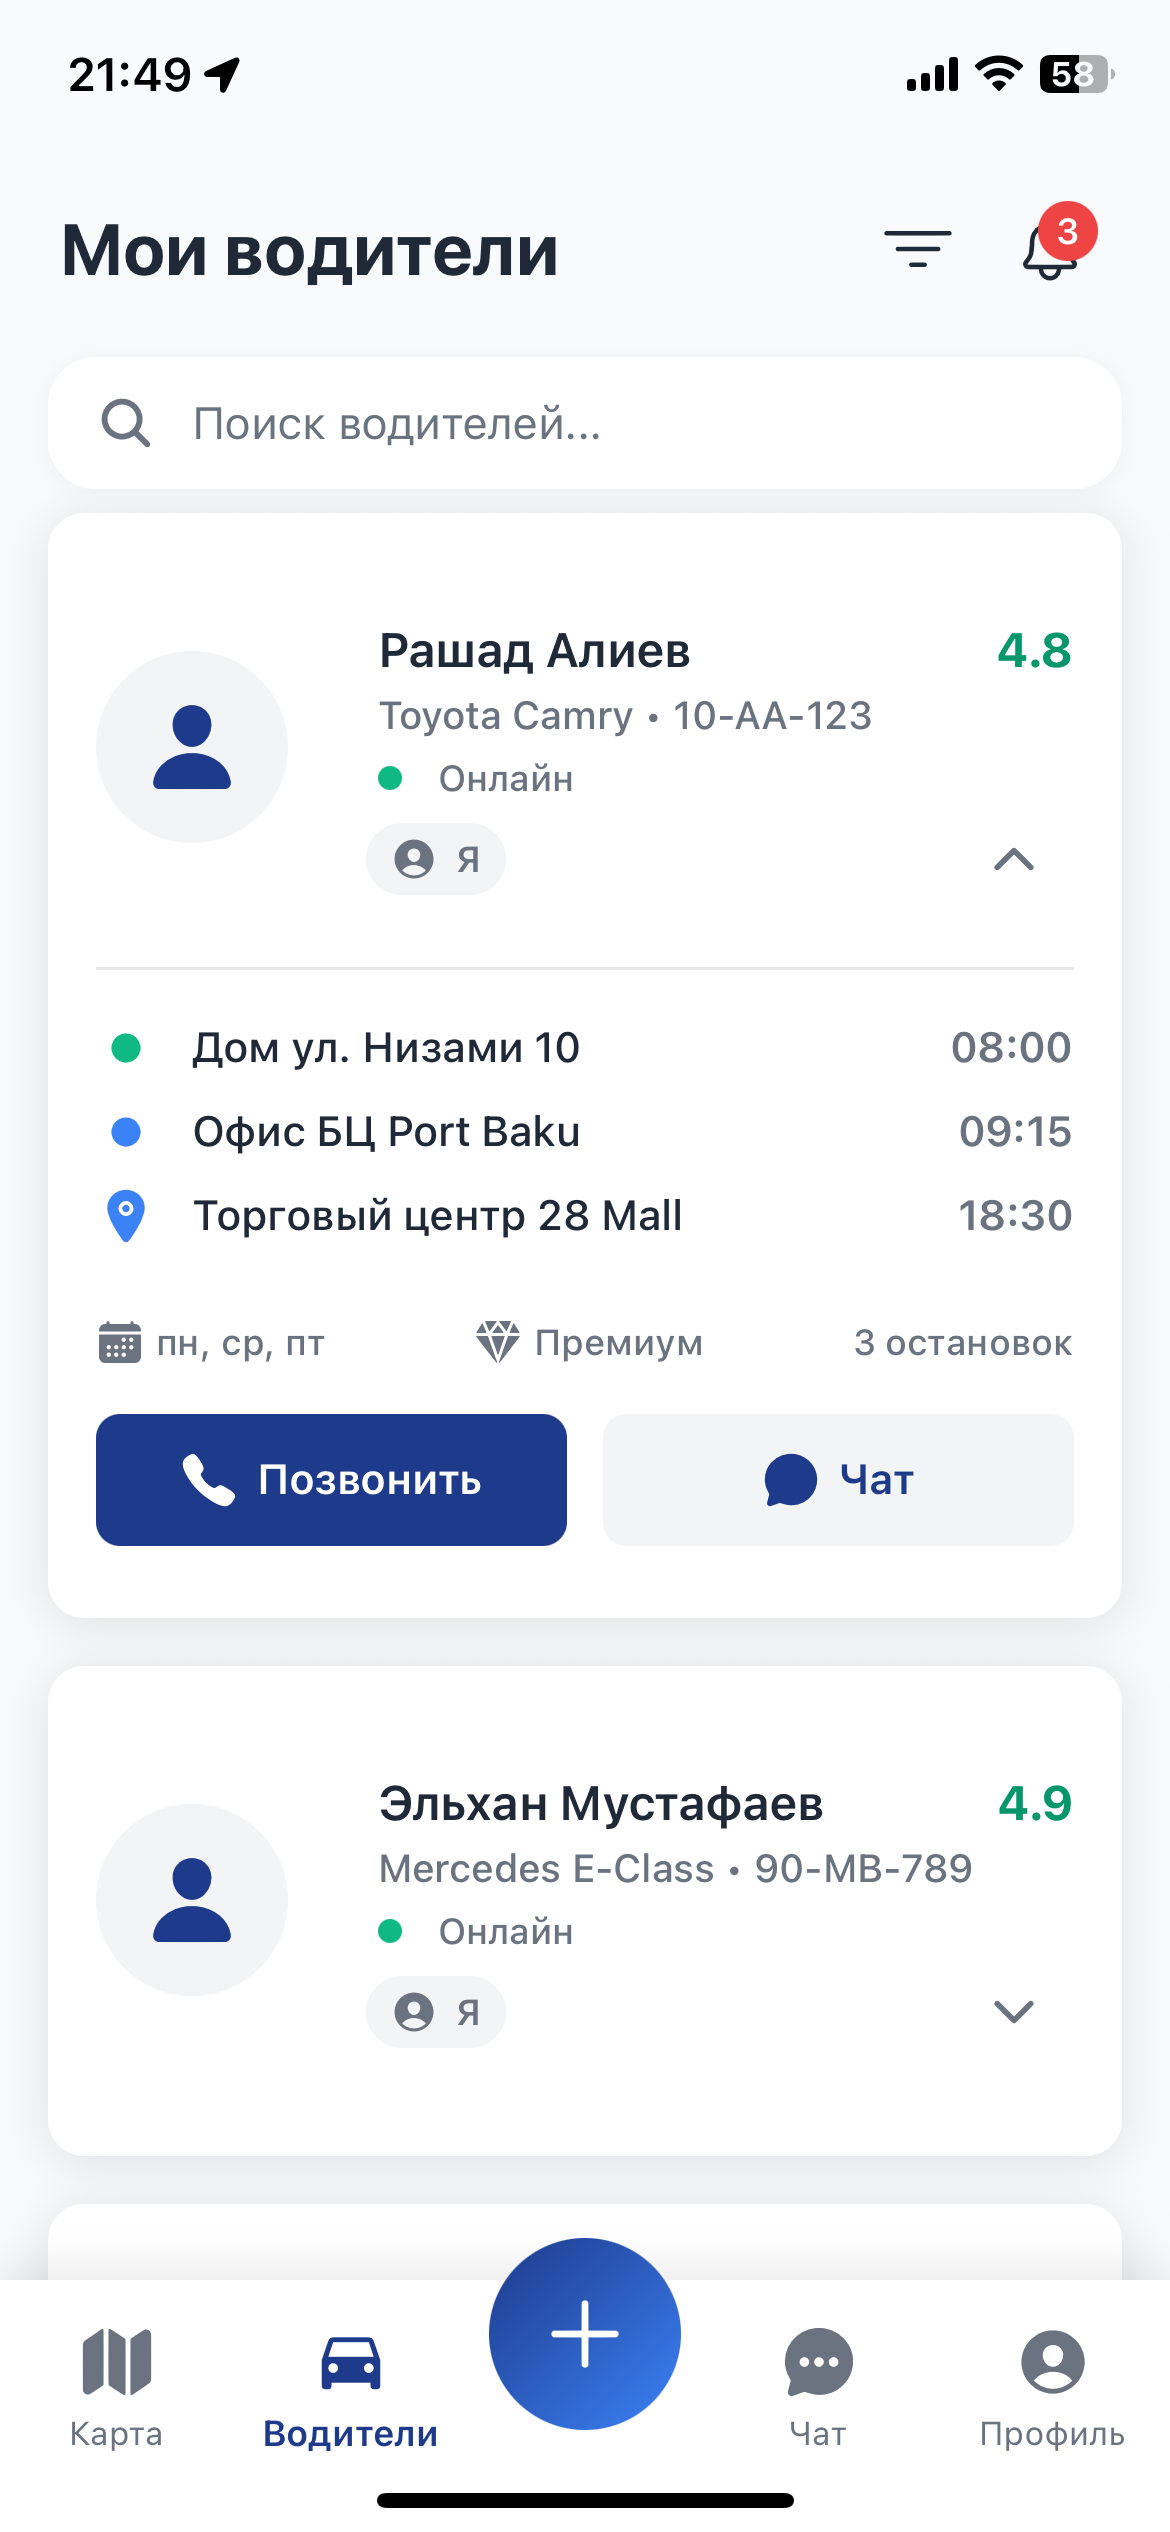 21:49
58
Мои водители
3
Поиск водителей...
Рашад Алиев
4.8
Toyota Camry • 10-AA-123
Онлайн
Я
Дом ул. Низами 10
08:00
Офис БЦ Port Baku
09:15
Торговый центр 28 Mall
18:30
пн, ср, пт
Премиум
3 остановок
Позвонить
Чат
Эльхан Мустафаев
4.9
Mercedes E-Class • 90-MB-789
Онлайн
Я
Карта
Водители
Чат
Профиль